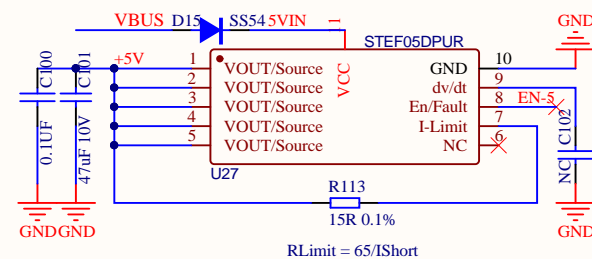 VBUS D15 SS54 5VIN 11
STEF05DPUR
GND
+5V
1 VOUT/Source GND 10
2 VOUT/Source dv/dt 9
3 VOUT/Source En/Fault 8 EN-5
4 VOUT/Source I-Limit 7
5 VOUT/Source NC 6
VCC
C100
0.1UF
C101
47uF 10V
C102
NC
U27
R113
15R 0.1%
GND GND GND
RLimit = 65/IShort